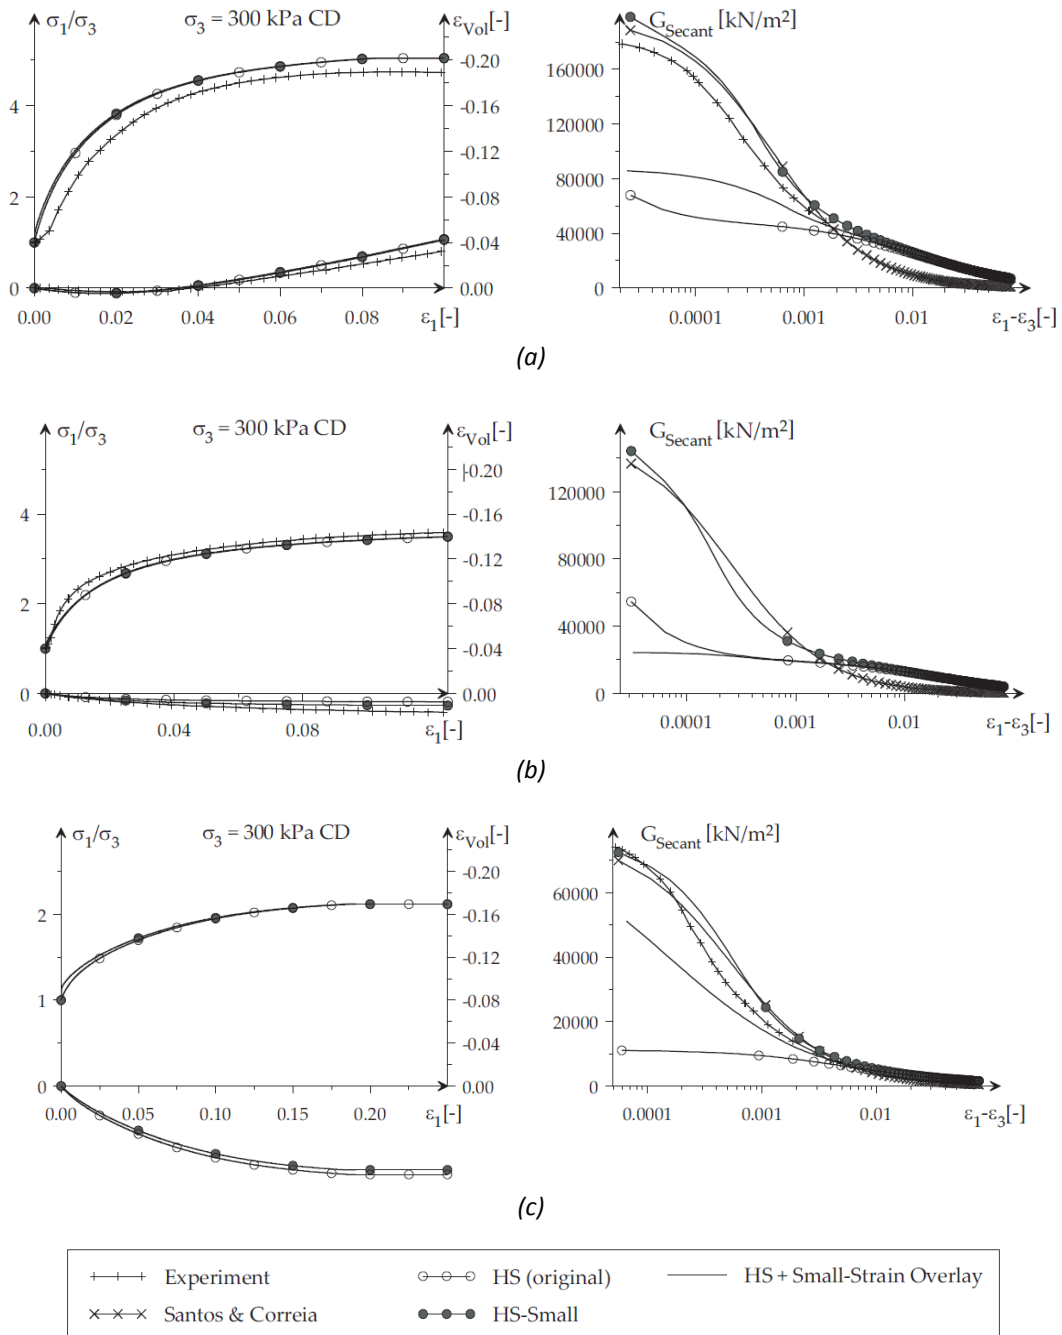 σ1/σ3 σ3 = 300 kPa CD εVol[-] GSecant [kN/m²]
-0.20
160000
-0.16
4
120000
-0.12
80000
-0.08
2
40000
-0.04
0 0.00 0
0.00 0.02 0.04 0.06 0.08 ε1[-] 0.0001 0.001 0.01 ε1-ε3[-]
(a)
σ1/σ3 σ3 = 300 kPa CD εVol[-] GSecant [kN/m²]
-0.20
4 -0.16
120000
-0.12
80000
2 -0.08
40000
-0.04
0 0.00 0
0.00 0.04 0.08 ε1[-] 0.0001 0.001 0.01 ε1-ε3[-]
(b)
σ1/σ3 σ3 = 300 kPa CD εVol[-] GSecant [kN/m²]
-0.20
60000
2 -0.16
40000
-0.12
1 -0.08
20000
-0.04
0 0.00 0
0.00 0.05 0.10 0.15 0.20 ε1[-] 0.0001 0.001 0.01 ε1-ε3[-]
(c)
Experiment HS (original) HS + Small-Strain Overlay
Santos & Correia HS-Small